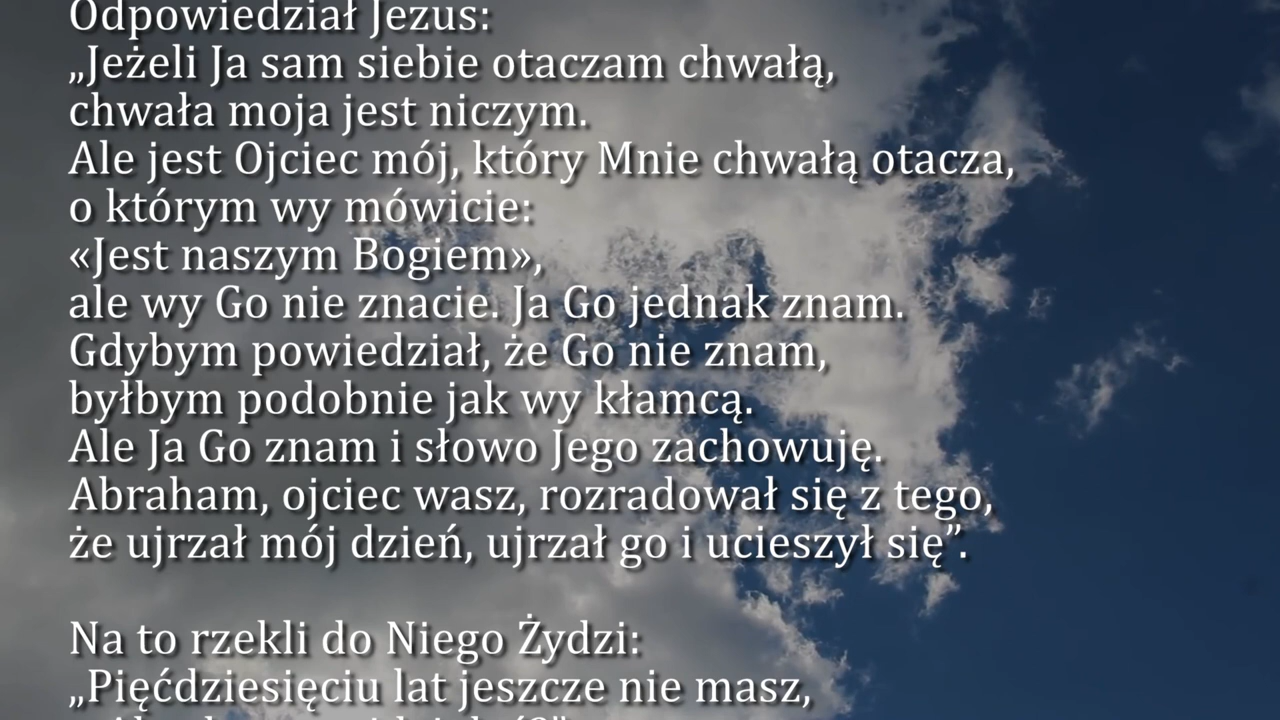 Odpowiedział Jezus:
„Jeżeli Ja sam siebie otaczam chwałą,
chwała moja jest niczym.
Ale jest Ojciec mój, który Mnie chwałą otacza,
o którym wy mówicie:
«Jest naszym Bogiem»,
ale wy Go nie znacie. Ja Go jednak znam.
Gdybym powiedział, że Go nie znam,
byłbym podobnie jak wy kłamcą.
Ale Ja Go znam i słowo Jego zachowuję.
Abraham, ojciec wasz, rozradował się z tego,
że ujrzał mój dzień, ujrzał go i ucieszył się”.
Na to rzekli do Niego Żydzi:
„Pięćdziesięciu lat jeszcze nie masz,